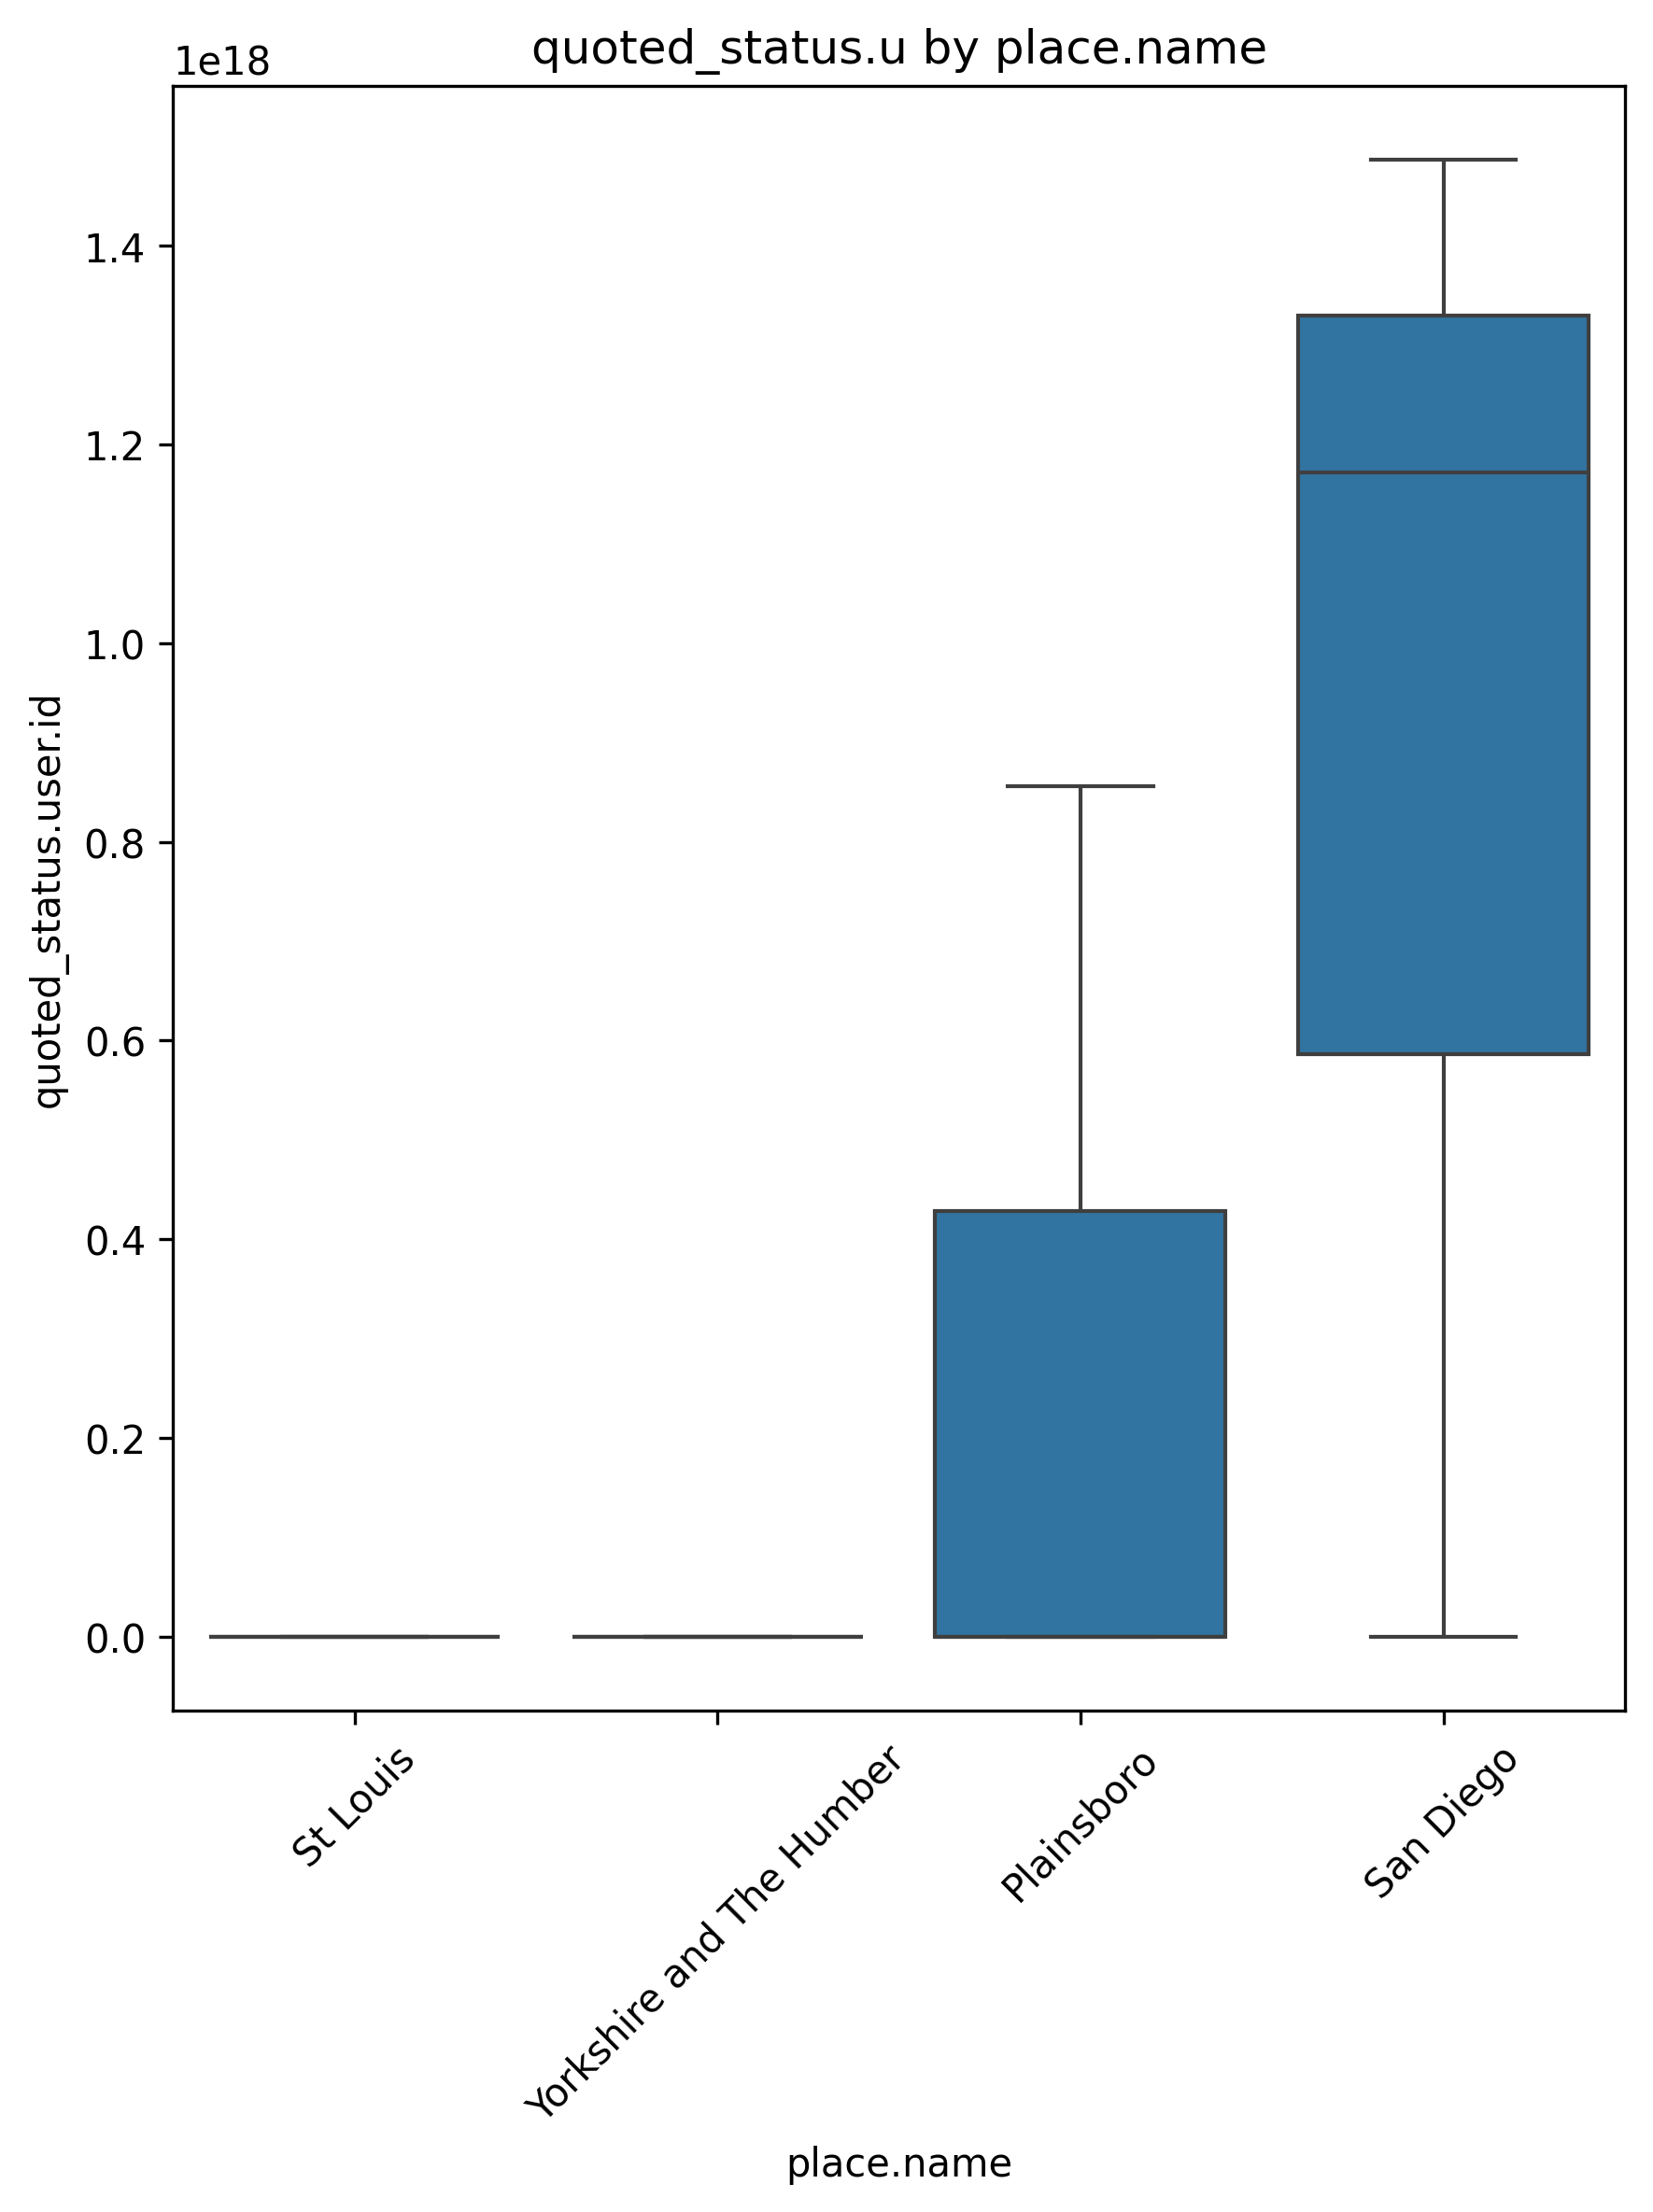 quoted_status.u by place.name
1e18
1.4
1.2
1.0
0.8
0.6
0.4
0.2
0.0
quoted_status.user.id
St Louis
Yorkshire and The Humber
Plainsboro
San Diego
place.name